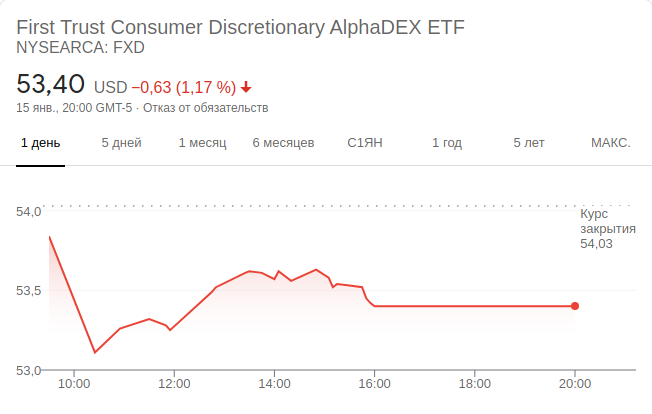 First Trust Consumer Discretionary AlphaDEX ETF
NYSEARCA: FXD
53,40 USD −0,63 (1,17 %)
15 янв., 20:00 GMT-5 · Отказ от обязательств
1 день 5 дней 1 месяц 6 месяцев С1ЯН 1 год 5 лет МАКС.
54,0
Курс
закрытия
54,03
53,5
53,0
10:00 12:00 14:00 16:00 18:00 20:00